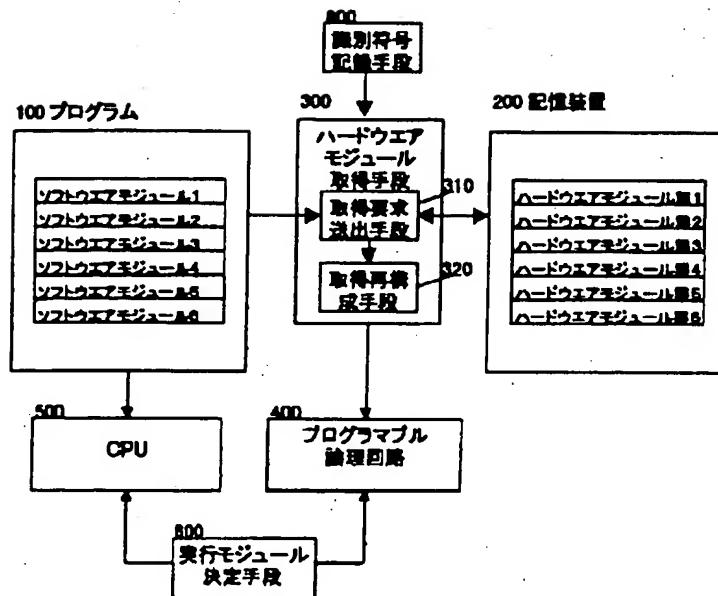 800
識別符号
記録手段
100 プログラム
ソフトウエアモジュール1
ソフトウエアモジュール2
ソフトウエアモジュール3
ソフトウエアモジュール4
ソフトウエアモジュール5
ソフトウエアモジュール6
300
ハードウエア
モジュール
取得手段
310
取得要求
送出手段
320
取得再構
成手段
200 記憶装置
ハードウエアモジュール群1
ハードウエアモジュール群2
ハードウエアモジュール群3
ハードウエアモジュール群4
ハードウエアモジュール群5
ハードウエアモジュール群6
500
CPU
400
プログラマブル
論理回路
600
実行モジュール
決定手段